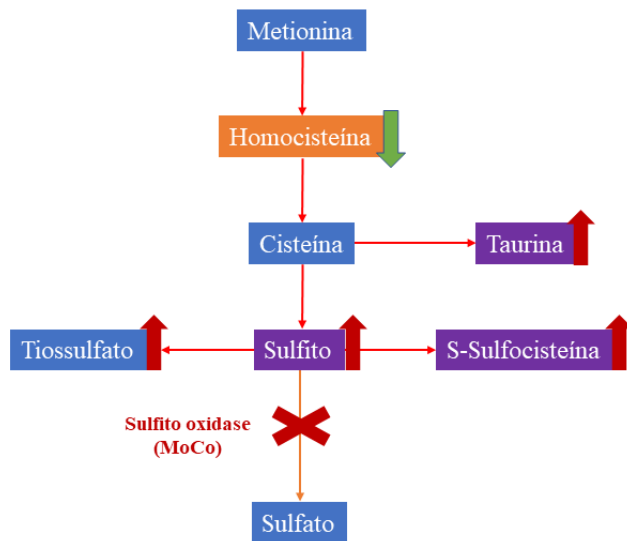 Metionina
Homocisteína
Cisteína
Taurina
Tiossulfato
Sulfito
S-Sulfocisteína
Sulfito oxidase
(MoCo)
Sulfato